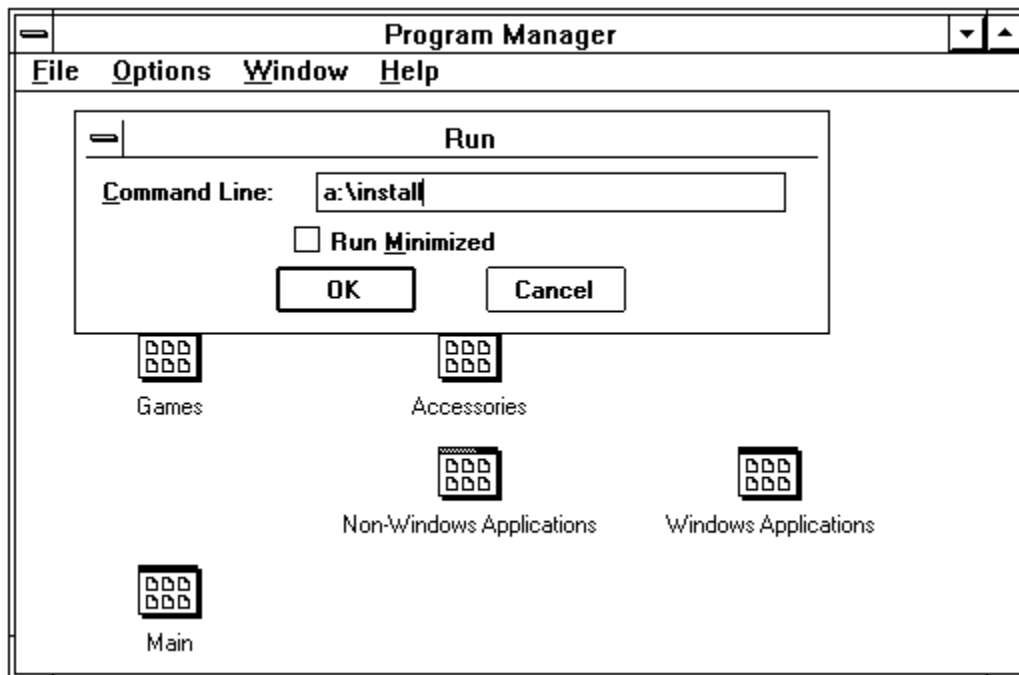 Program Manager
File Options Window Help
Run
Command Line: a:\install
Run Minimized
OK Cancel
Games Accessories
Non-Windows Applications Windows Applications
Main